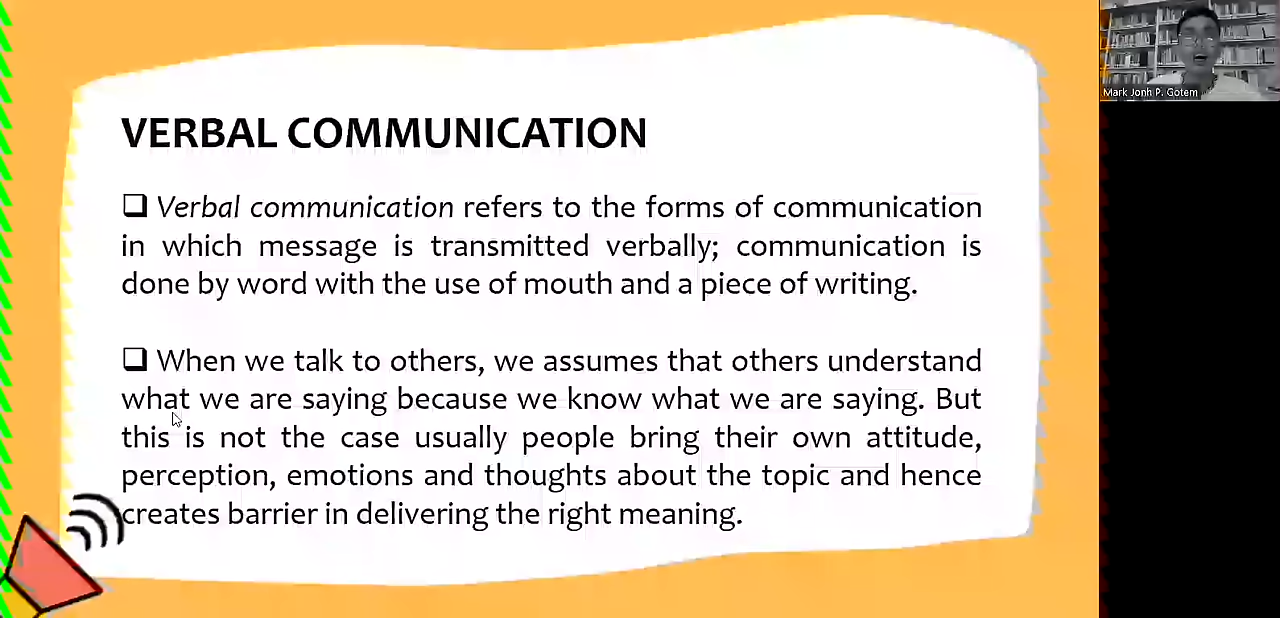 VERBAL COMMUNICATION
❑ Verbal communication refers to the forms of communication
in which message is transmitted verbally; communication is
done by word with the use of mouth and a piece of writing.
❑ When we talk to others, we assumes that others understand
what we are saying because we know what we are saying. But
this is not the case usually people bring their own attitude,
perception, emotions and thoughts about the topic and hence
creates barrier in delivering the right meaning.
Mark Jonh P. Gotem